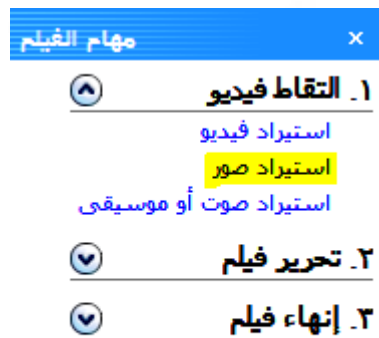 مهام الفيلم ×
١. التقاط فيديو
استيراد فيديو
استيراد صور
استيراد صوت أو موسيقى
٢. تحرير فيلم
٣. إنهاء فيلم